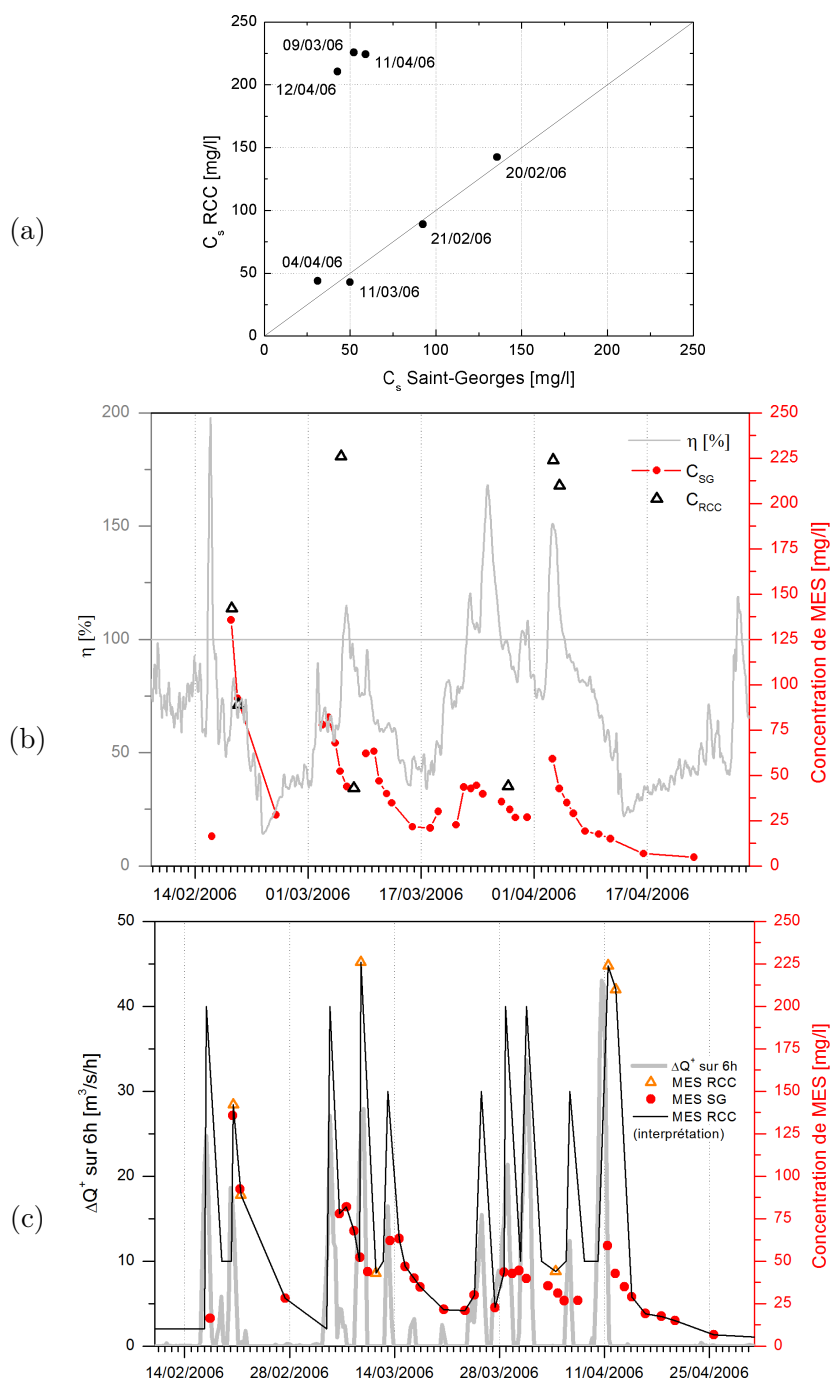 (a)
C_s RCC [mg/l]
250
200
150
100
50
0
09/03/06
11/04/06
12/04/06
20/02/06
21/02/06
04/04/06
11/03/06
0 50 100 150 200 250
C_s Saint-Georges [mg/l]
(b)
η [%]
200
150
100
50
0
η [%]
C_SG
C_RCC
250
225
200
175
150
125
100
75
50
25
0
Concentration de MES [mg/l]
14/02/2006 01/03/2006 17/03/2006 01/04/2006 17/04/2006
(c)
ΔQ⁺ sur 6h [m³/s/h]
50
40
30
20
10
0
ΔQ⁺ sur 6h
MES RCC
MES SG
MES RCC
(interprétation)
250
225
200
175
150
125
100
75
50
25
0
Concentration de MES [mg/l]
14/02/2006 28/02/2006 14/03/2006 28/03/2006 11/04/2006 25/04/2006